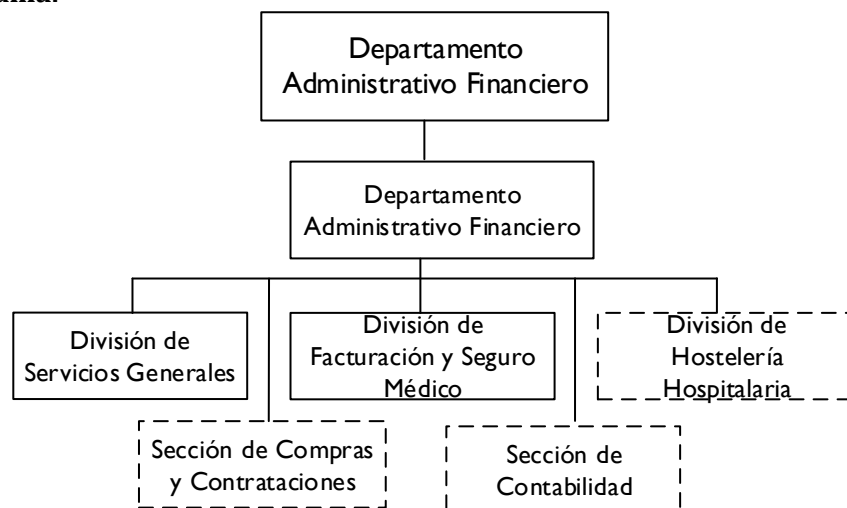 Departamento
Administrativo Financiero
Departamento
Administrativo Financiero
División de
Servicios Generales
División de
Facturación y Seguro
Médico
División de
Hostelería
Hospitalaria
Sección de Compras
y Contrataciones
Sección de
Contabilidad